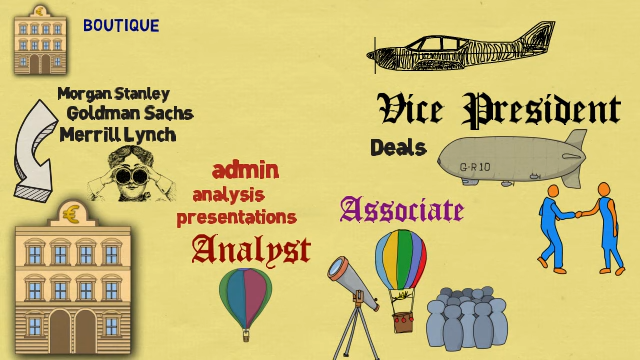 BOUTIQUE
Morgan Stanley
Goldman Sachs
Merrill Lynch
admin
analysis
presentations
Analyst
Associate
Vice President
Deals
G-R10